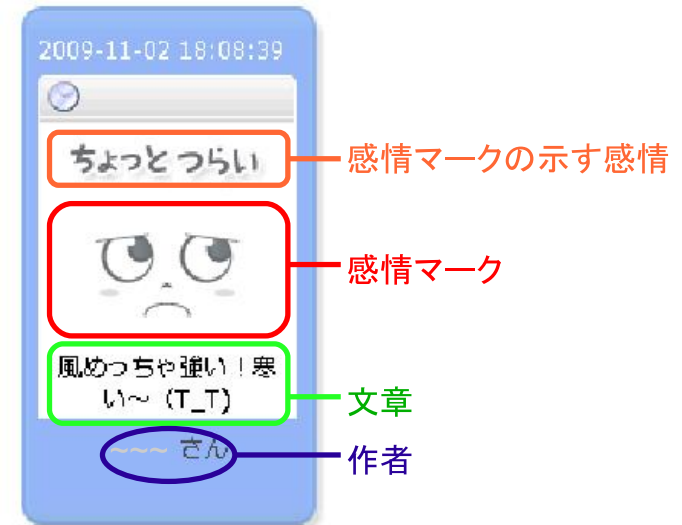 2009-11-02 18:08:39
ちょっとつらい
感情マークの示す感情
感情マーク
風めっちゃ強い!寒
い~ (T_T)
文章
~~~ さん
作者